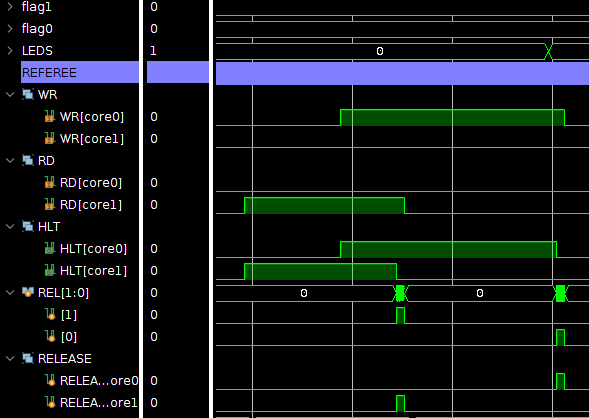 flag1 0
flag0 0
LEDS 1 0
REFEREE
WR
WR[core0] 0
WR[core1] 0
RD
RD[core0] 0
RD[core1] 0
HLT
HLT[core0] 0
HLT[core1] 0
REL[1:0] 0 0 0
[1] 0
[0] 0
RELEASE
RELEA...ore0 0
RELEA...ore1 0